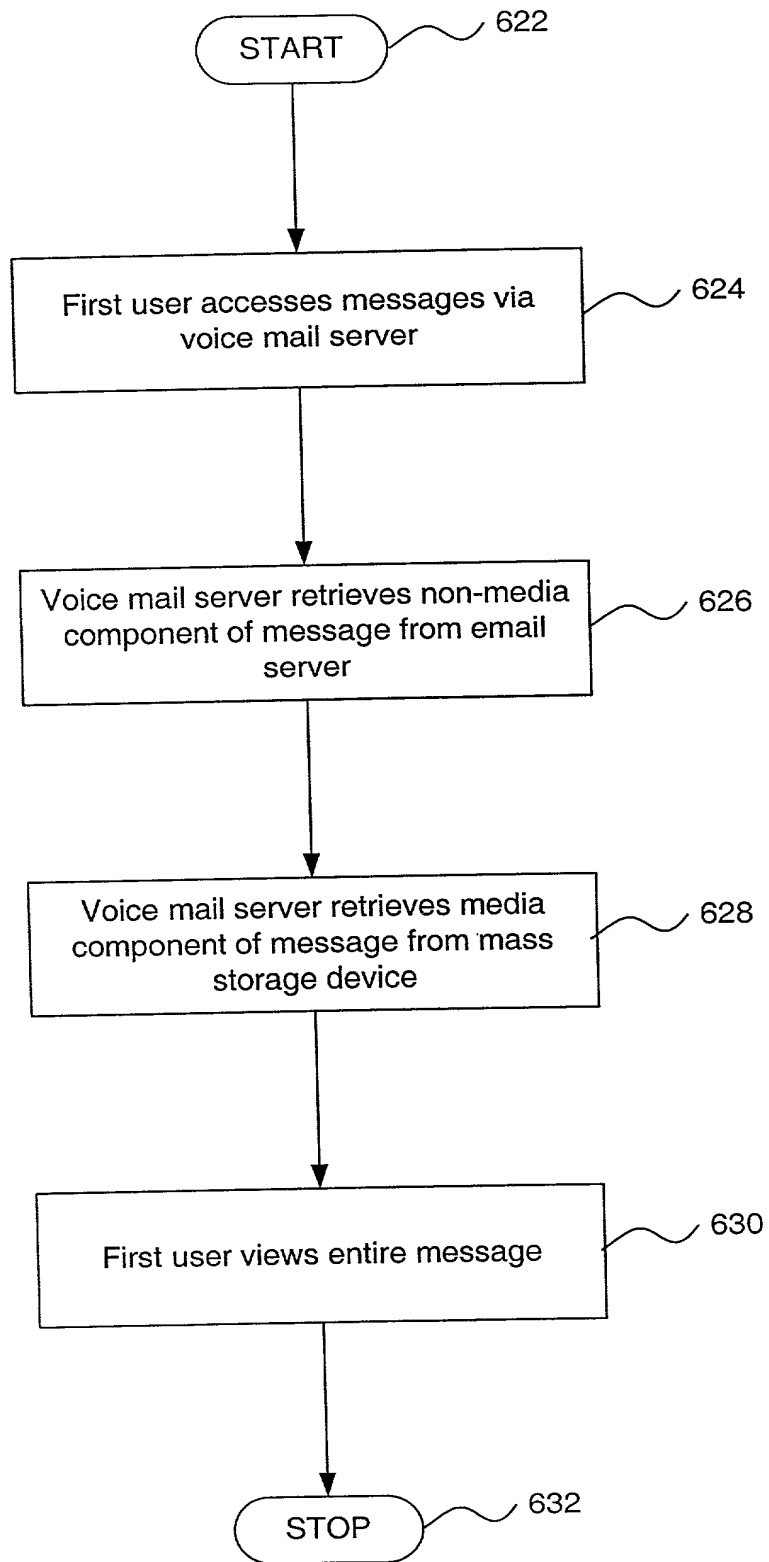 START
622
First user accesses messages via
voice mail server
624
Voice mail server retrieves non-media
component of message from email
server
626
Voice mail server retrieves media
component of message from mass
storage device
628
First user views entire message
630
STOP
632